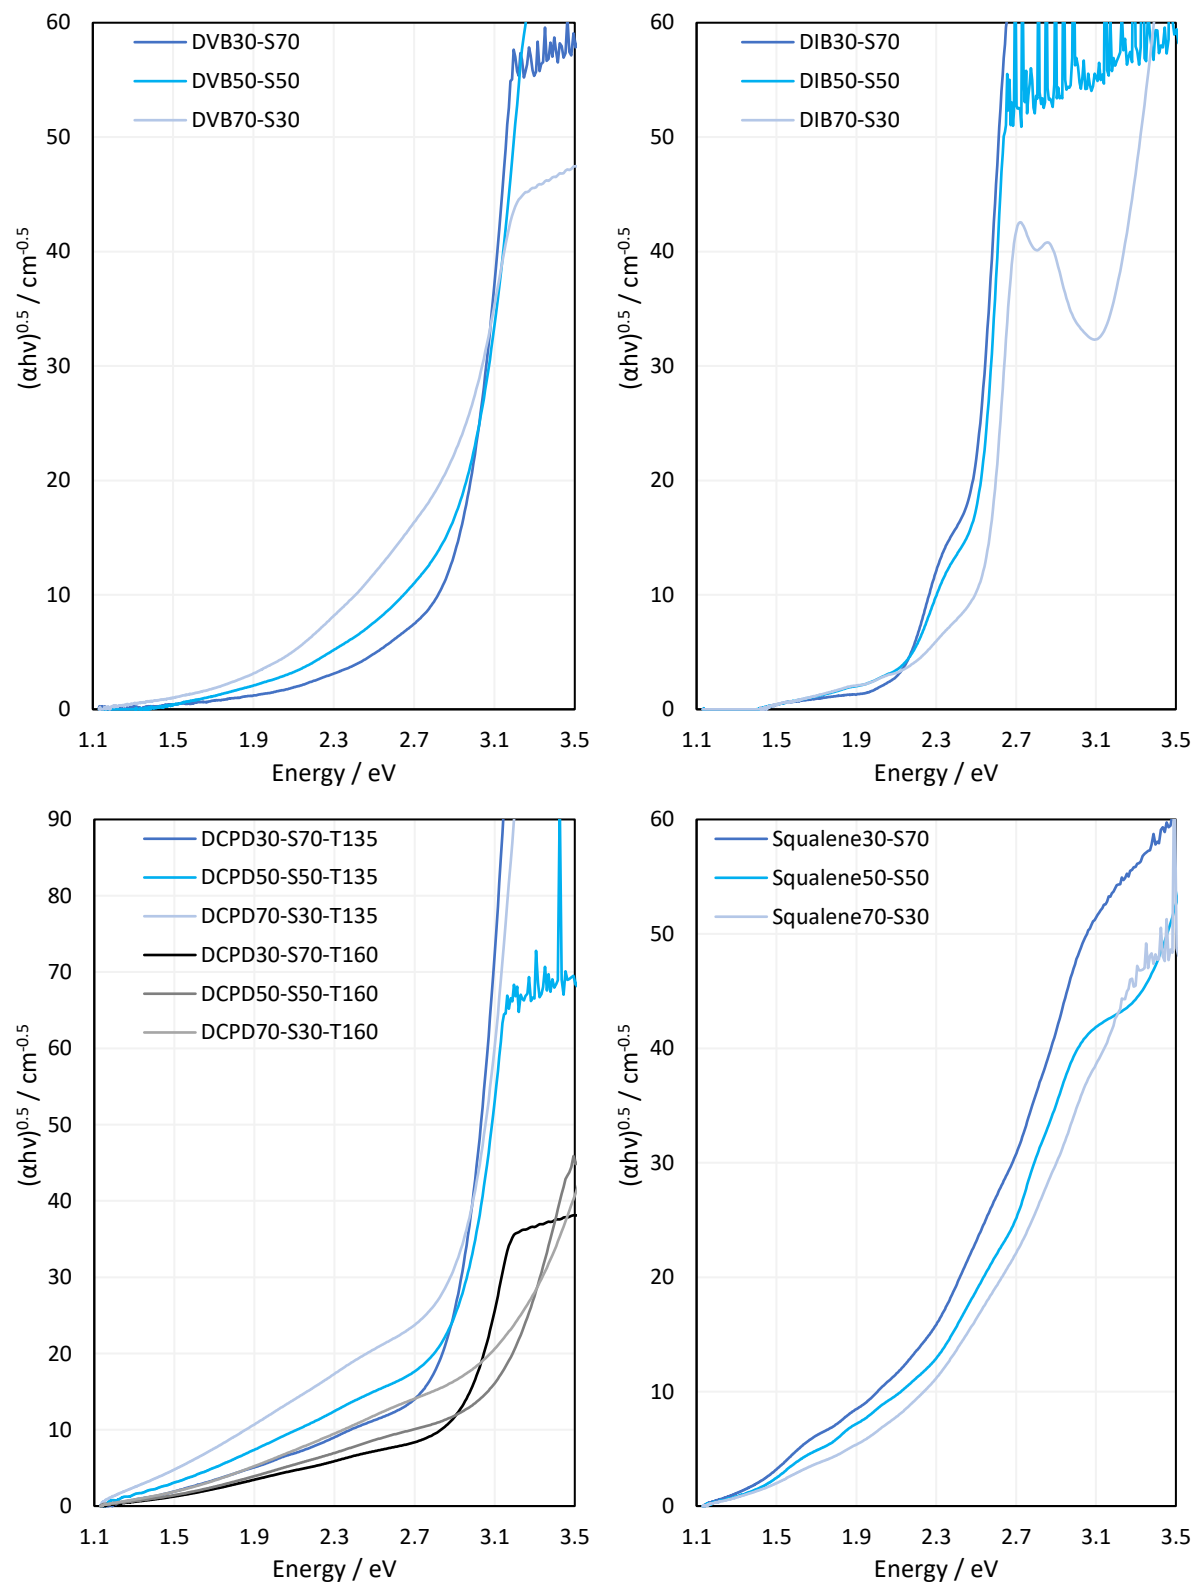 60
50
40
30
20
10
0
(αhν)0.5 / cm-0.5
DVB30-S70
DVB50-S50
DVB70-S30
1.1 1.5 1.9 2.3 2.7 3.1 3.5
Energy / eV
60
50
40
30
20
10
0
(αhν)0.5 / cm-0.5
DIB30-S70
DIB50-S50
DIB70-S30
1.1 1.5 1.9 2.3 2.7 3.1 3.5
Energy / eV
90
80
70
60
50
40
30
20
10
0
(αhν)0.5 / cm-0.5
DCPD30-S70-T135
DCPD50-S50-T135
DCPD70-S30-T135
DCPD30-S70-T160
DCPD50-S50-T160
DCPD70-S30-T160
1.1 1.5 1.9 2.3 2.7 3.1 3.5
Energy / eV
60
50
40
30
20
10
0
(αhν)0.5 / cm-0.5
Squalene30-S70
Squalene50-S50
Squalene70-S30
1.1 1.5 1.9 2.3 2.7 3.1 3.5
Energy / eV